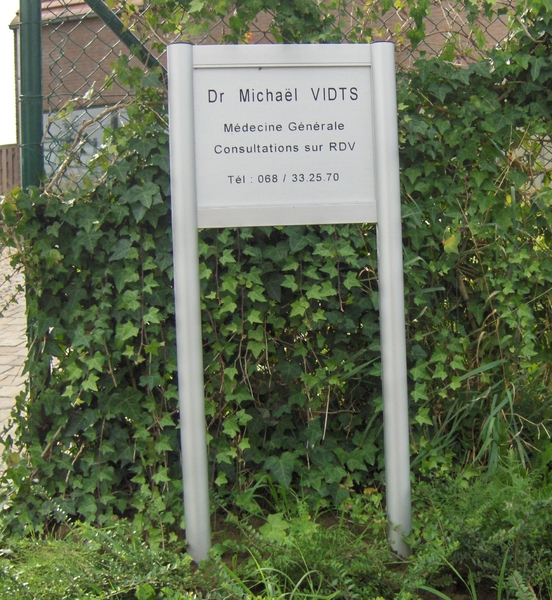 Dr Michaël VIDTS
Médecine Générale
Consultations sur RDV
Tél : 068 / 33.25.70